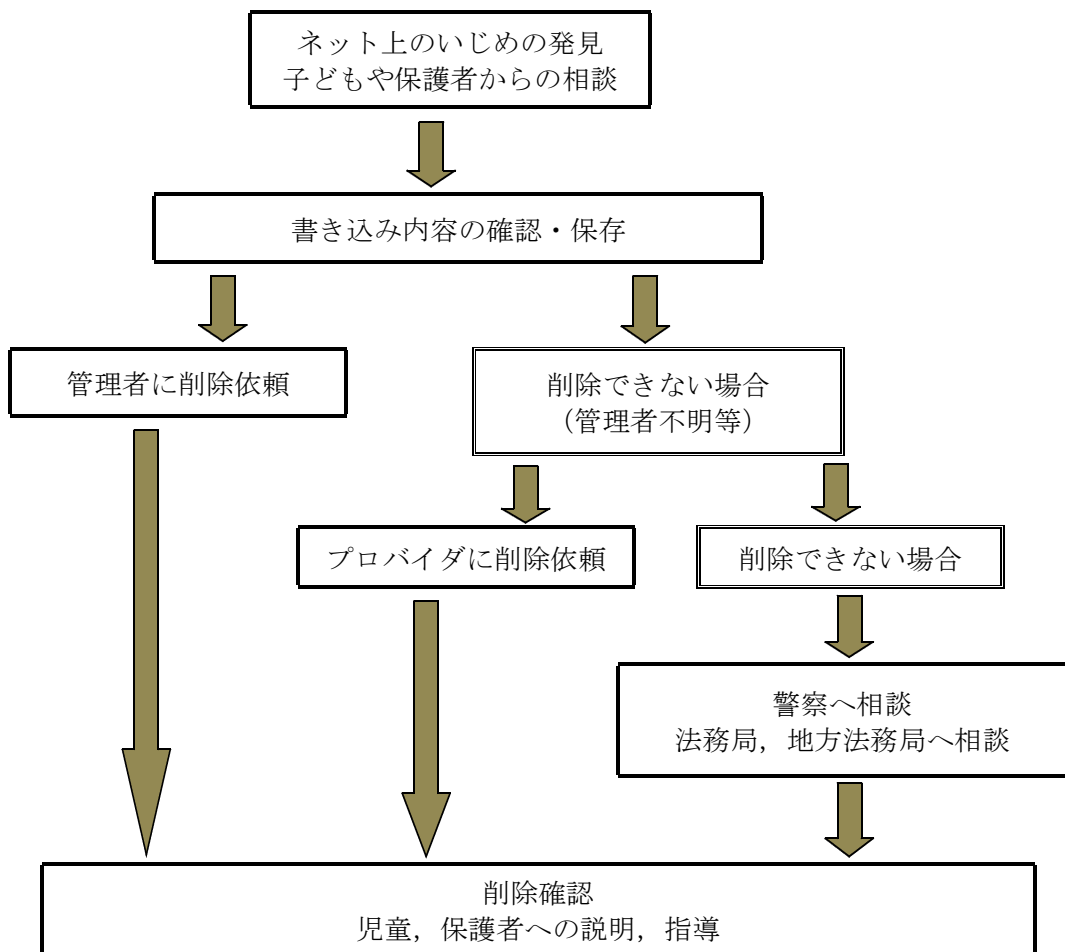 ネット上のいじめの発見
子どもや保護者からの相談
書き込み内容の確認・保存
管理者に削除依頼
削除できない場合
（管理者不明等）
プロバイダに削除依頼
削除できない場合
警察へ相談
法務局，地方法務局へ相談
削除確認
児童，保護者への説明，指導